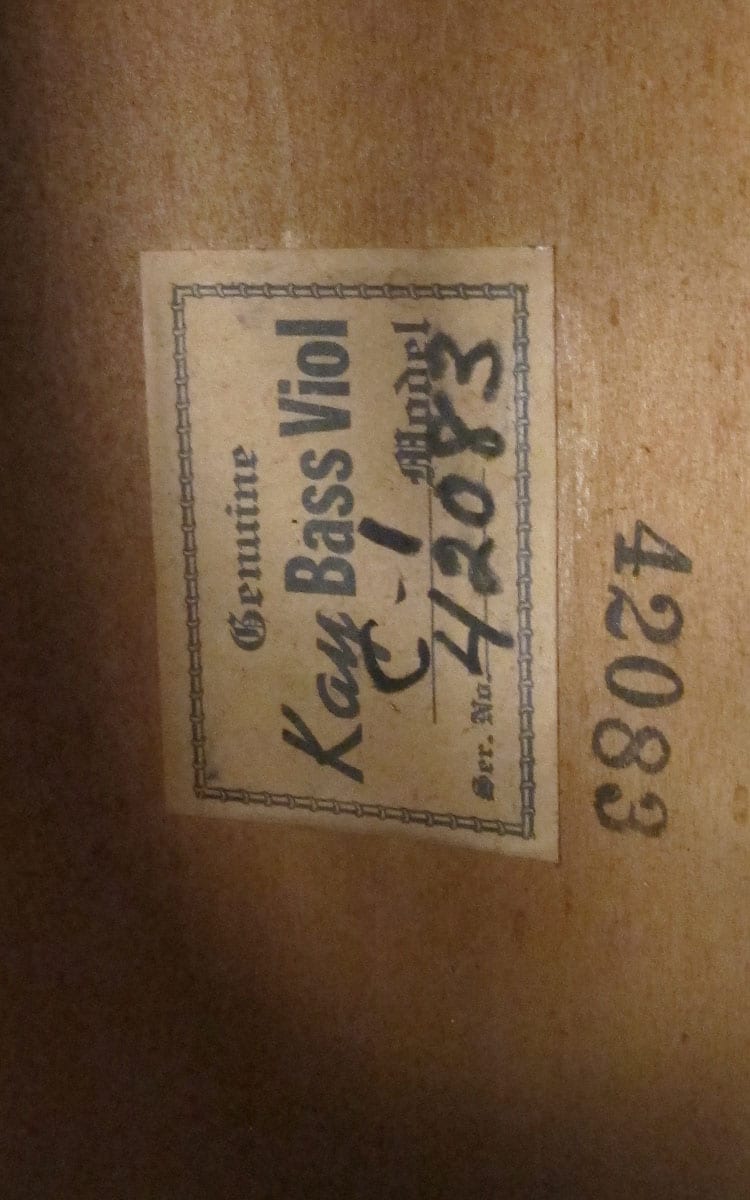 Genuine
Kay Bass Viol
C-1 Model
Ser. No. 42083
42083